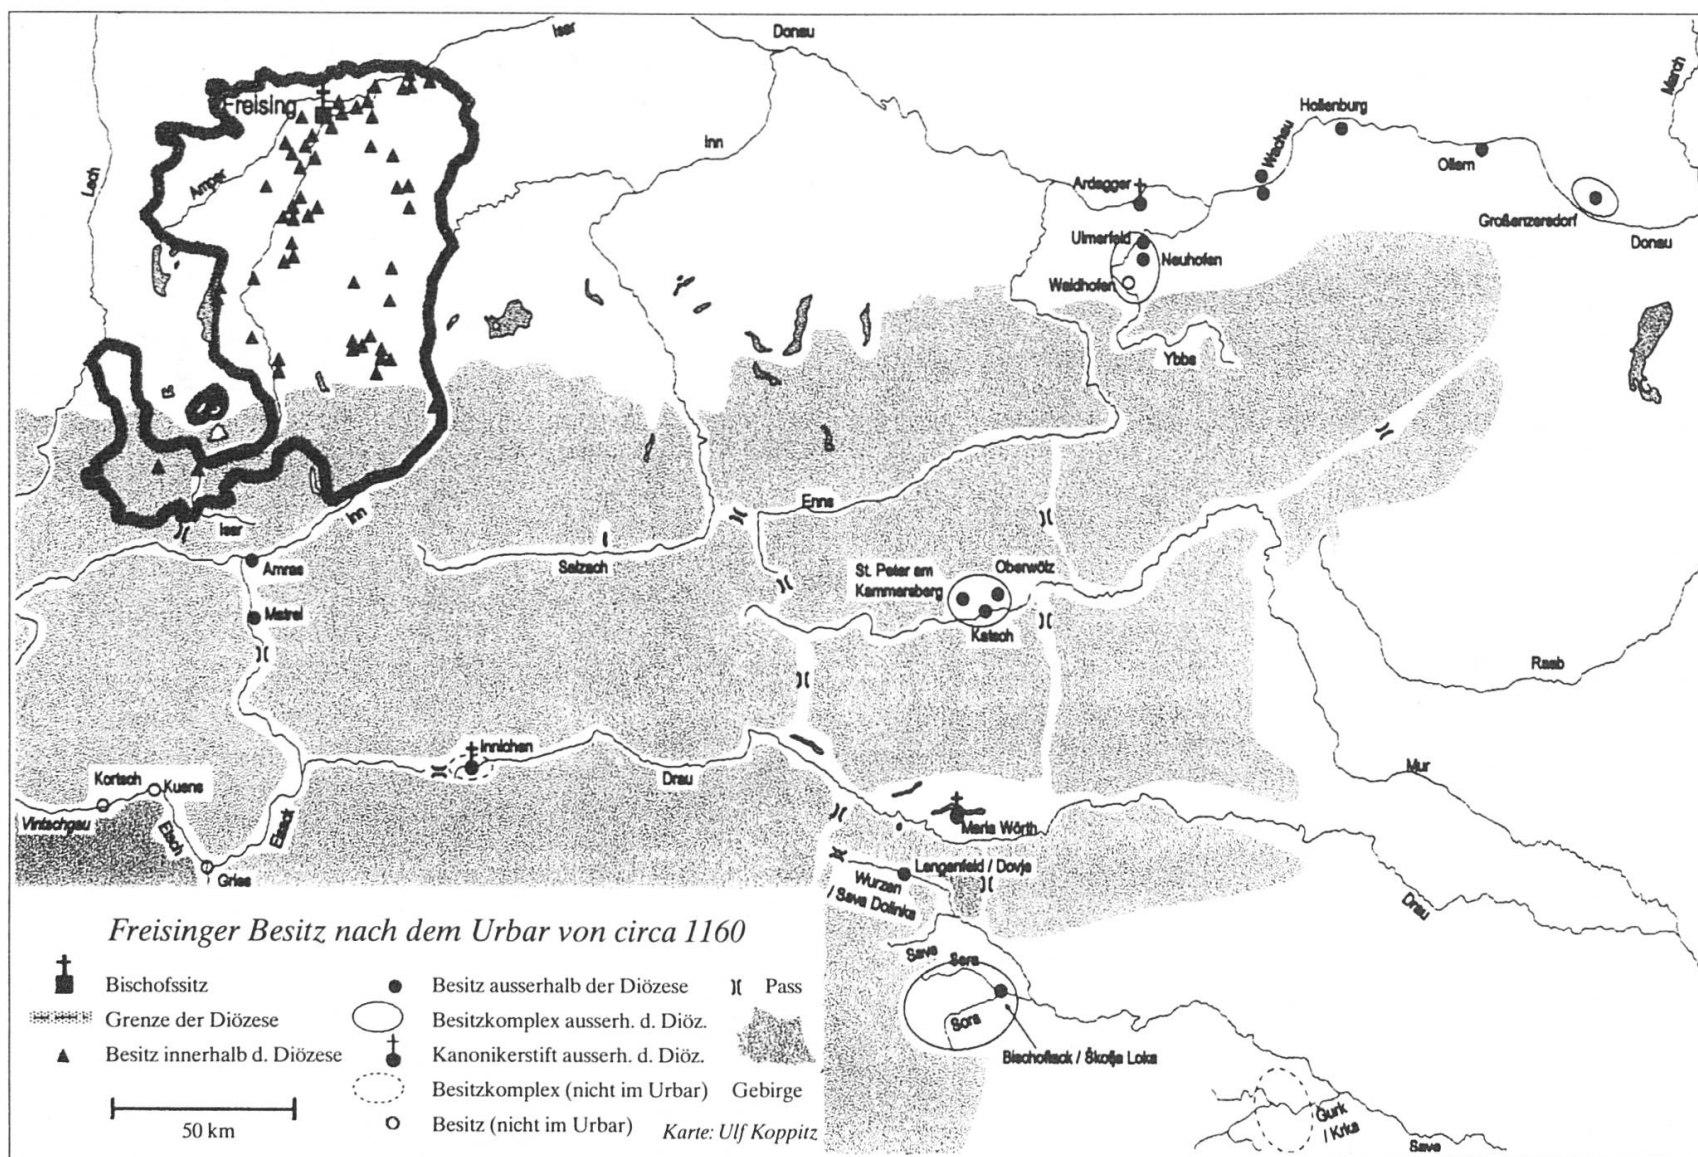 Isar
Donau
March
Freising
Hollenburg
Inn
Wachau
Lech
Ollern
Amper
Ardagger
Großenzersdorf
Ulmerfeld
Donau
Neuhofen
Waidhofen
Ybbs
Enns
Inn
Isar
Salzach
St. Peter am
Kammersberg
Oberwölz
Amras
Matrei
Katsch
Raab
Innichen
Drau
Mur
Kortsch
Kuens
Vintschgau
Etsch
Eisack
Maria Wörth
Gries
Lengenfeld / Dovje
Wurzen
/ Sava Dolinka
Drau
Sava
Sora
Sora
Bischoflack / Škofja Loka
Gurk
/ Krka
Sava
Freisinger Besitz nach dem Urbar von circa 1160
Bischofssitz
Grenze der Diözese
Besitz innerhalb d. Diözese
50 km
Besitz ausserhalb der Diözese
Besitzkomplex ausserh. d. Diöz.
Kanonikerstift ausserh. d. Diöz.
Besitzkomplex (nicht im Urbar)
Besitz (nicht im Urbar)
Pass
Gebirge
Karte: Ulf Koppitz